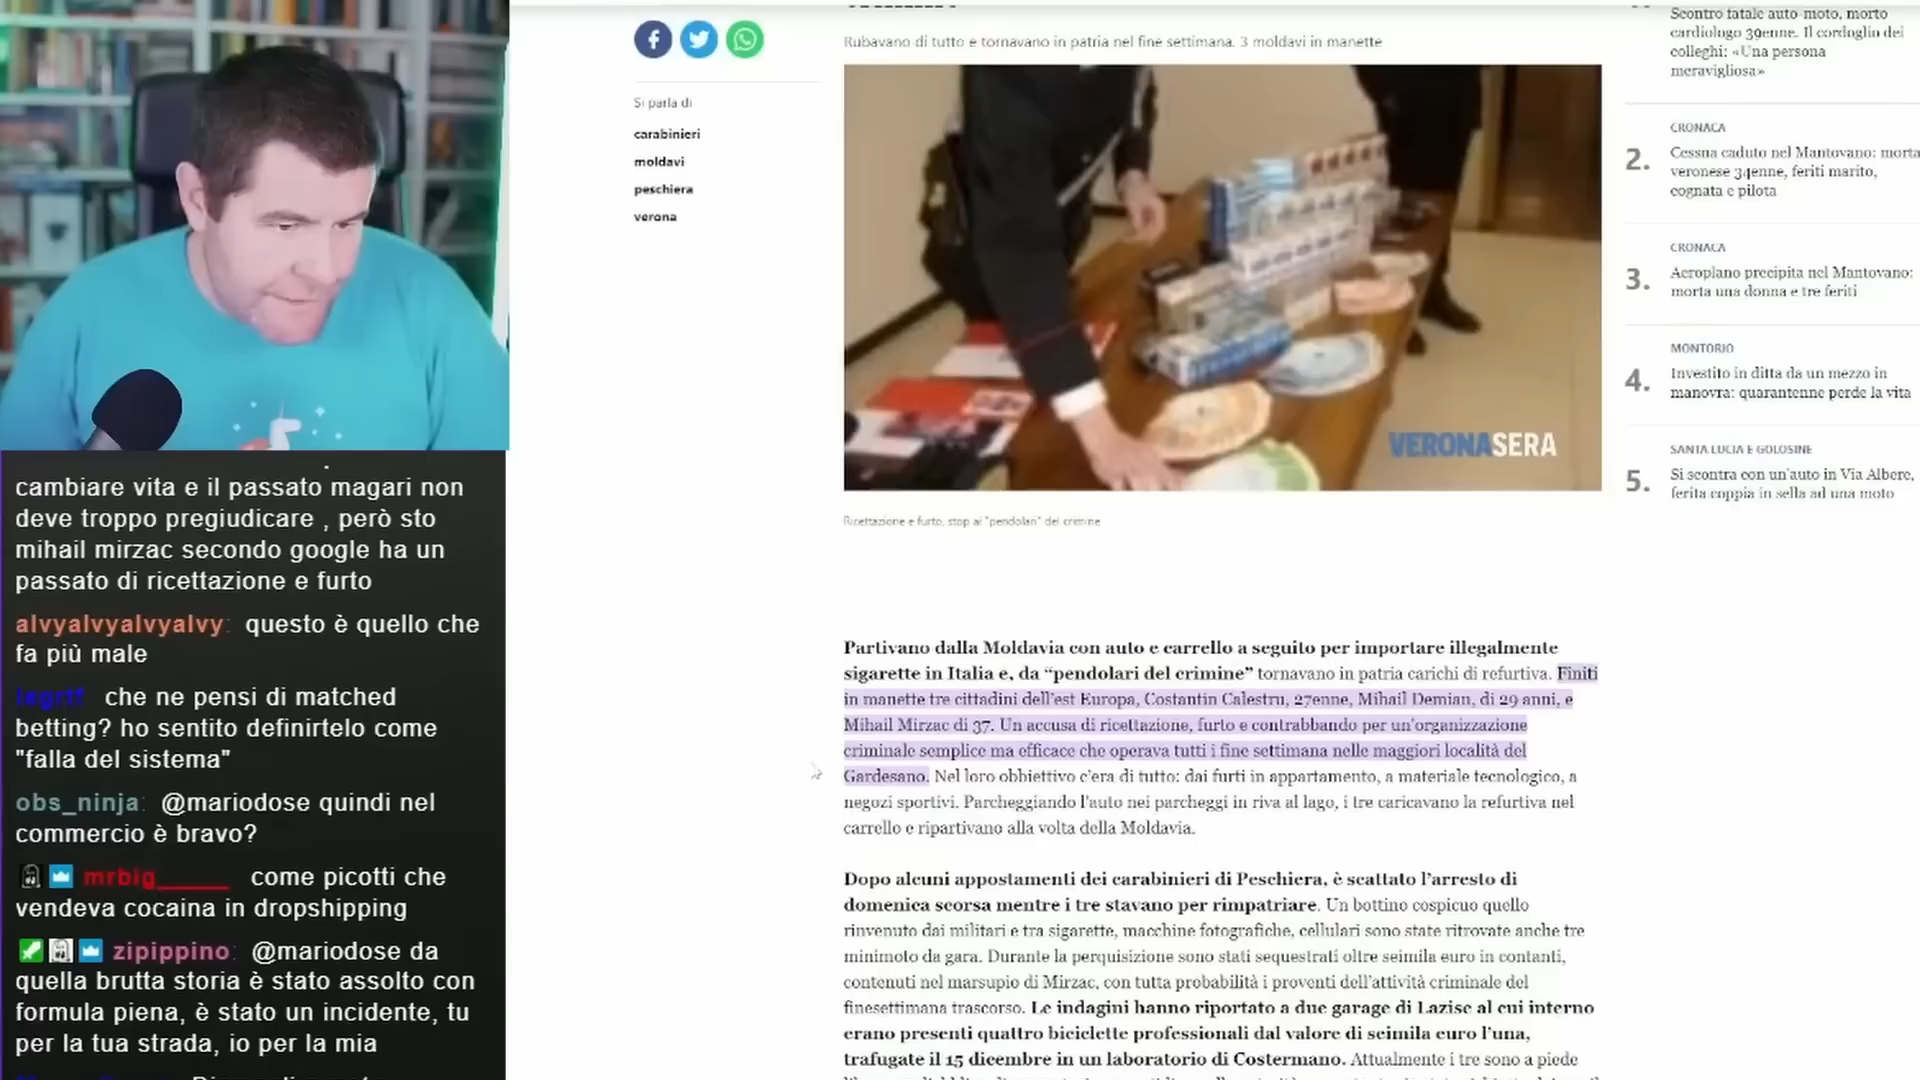 cambiare vita e il passato magari non
deve troppo pregiudicare , però sto
mihail mirzac secondo google ha un
passato di ricettazione e furto
alvyalvyalvyalvy: questo è quello che
fa più male
che ne pensi di matched
betting? ho sentito definirtelo come
"falla del sistema"
obs_ninja: @mariodose quindi nel
commercio è bravo?
mrbig_____ come picotti che
vendeva cocaina in dropshipping
zipippino: @mariodose da
quella brutta storia è stato assolto con
formula piena, è stato un incidente, tu
per la tua strada, io per la mia
Si parla di
carabinieri
moldavi
peschiera
verona
Rubavano di tutto e tornavano in patria nel fine settimana. 3 moldavi in manette
VERONASERA
Ricettazione e furto, stop ai "pendolari" del crimine
Partivano dalla Moldavia con auto e carrello a seguito per importare illegalmente
sigarette in Italia e, da “pendolari del crimine” tornavano in patria carichi di refurtiva. Finiti
in manette tre cittadini dell'est Europa, Costantin Calestru, 27enne, Mihail Demian, di 29 anni, e
Mihail Mirzac di 37. Un accusa di ricettazione, furto e contrabbando per un'organizzazione
criminale semplice ma efficace che operava tutti i fine settimana nelle maggiori località del
Gardesano. Nel loro obbiettivo c'era di tutto: dai furti in appartamento, a materiale tecnologico, a
negozi sportivi. Parcheggiando l'auto nei parcheggi in riva al lago, i tre caricavano la refurtiva nel
carrello e ripartivano alla volta della Moldavia.
Dopo alcuni appostamenti dei carabinieri di Peschiera, è scattato l'arresto di
domenica scorsa mentre i tre stavano per rimpatriare. Un bottino cospicuo quello
rinvenuto dai militari e tra sigarette, macchine fotografiche, cellulari sono state ritrovate anche tre
minimoto da gara. Durante la perquisizione sono stati sequestrati oltre seimila euro in contanti,
contenuti nel marsupio di Mirzac, con tutta probabilità i proventi dell'attività criminale del
finesettimana trascorso. Le indagini hanno riportato a due garage di Lazise al cui interno
erano presenti quattro biciclette professionali dal valore di seimila euro l'una,
trafugate il 15 dicembre in un laboratorio di Costermano. Attualmente i tre sono a piede
Scontro fatale auto-moto, morto
cardiologo 39enne. Il cordoglio dei
colleghi: «Una persona
meravigliosa»
CRONACA
2. Cessna caduto nel Mantovano: morta
veronese 34enne, feriti marito,
cognata e pilota
CRONACA
3. Aeroplano precipita nel Mantovano:
morta una donna e tre feriti
MONTORIO
4. Investito in ditta da un mezzo in
manovra: quarantenne perde la vita
SANTA LUCIA E GOLOSINE
5. Si scontra con un'auto in Via Albere,
ferita coppia in sella ad una moto